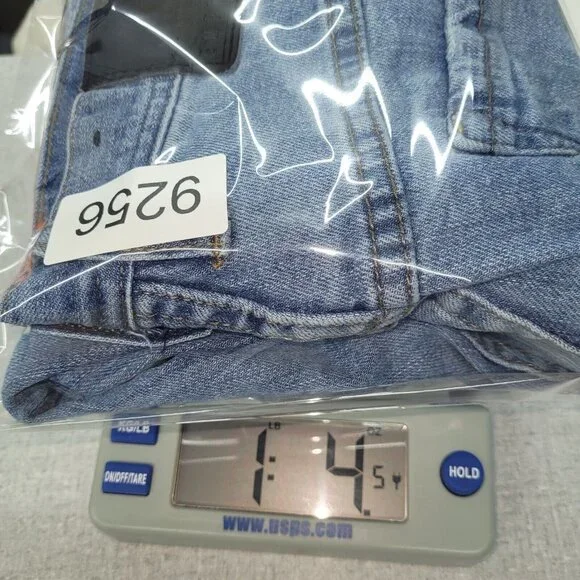 9256
KG/LB
ON/OFF/TARE
LB
OZ
1: 4.5
HOLD
www.usps.com